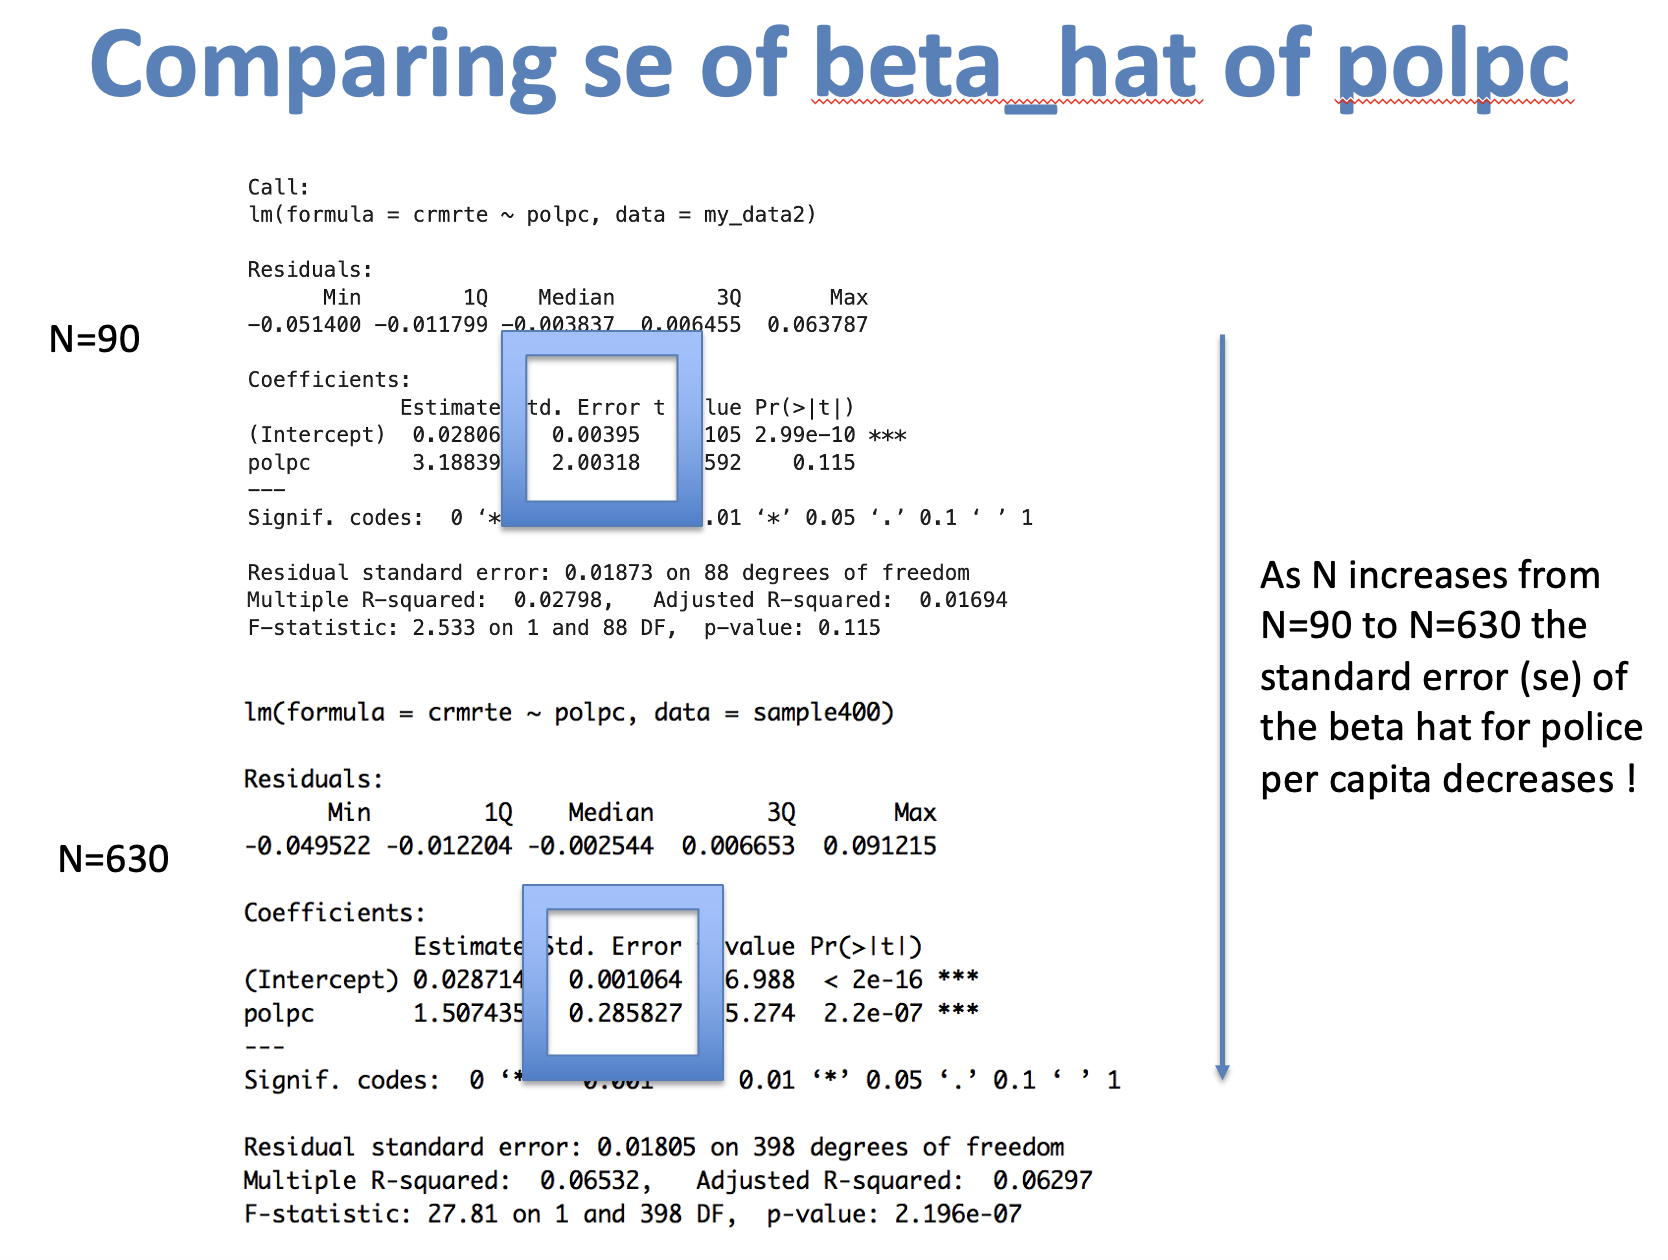 Comparing se of beta_hat of polpc
Call:
lm(formula = crmrte ~ polpc, data = my_data2)
Residuals:
Min 1Q Median 3Q Max
-0.051400 -0.011799 -0.003837 0.006455 0.063787
N=90
Coefficients:
Estimate td. Error t lue Pr(>|t|)
(Intercept) 0.02806 0.00395 105 2.99e-10 ***
polpc 3.18839 2.00318 592 0.115
---
Signif. codes: 0 ‘* .01 ‘*’ 0.05 ‘.’ 0.1 ‘ ’ 1
Residual standard error: 0.01873 on 88 degrees of freedom
Multiple R-squared: 0.02798, Adjusted R-squared: 0.01694
F-statistic: 2.533 on 1 and 88 DF, p-value: 0.115
lm(formula = crmrte ~ polpc, data = sample400)
Residuals:
Min 1Q Median 3Q Max
-0.049522 -0.012204 -0.002544 0.006653 0.091215
N=630
Coefficients:
Estimate Std. Error value Pr(>|t|)
(Intercept) 0.028714 0.001064 6.988 < 2e-16 ***
polpc 1.507435 0.285827 5.274 2.2e-07 ***
---
Signif. codes: 0 ‘* 0.001 0.01 ‘*’ 0.05 ‘.’ 0.1 ‘ ’ 1
Residual standard error: 0.01805 on 398 degrees of freedom
Multiple R-squared: 0.06532, Adjusted R-squared: 0.06297
F-statistic: 27.81 on 1 and 398 DF, p-value: 2.196e-07
As N increases from
N=90 to N=630 the
standard error (se) of
the beta hat for police
per capita decreases !